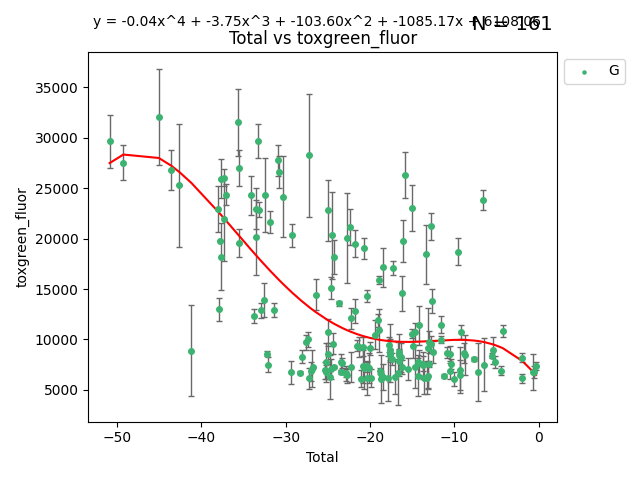 y = -0.04x^4 + -3.75x^3 + -103.60x^2 + -1085.17x + 6108.06
N = 161
Total vs toxgreen_fluor
G
35000
30000
25000
20000
15000
10000
5000
toxgreen_fluor
−50 −40 −30 −20 −10 0
Total